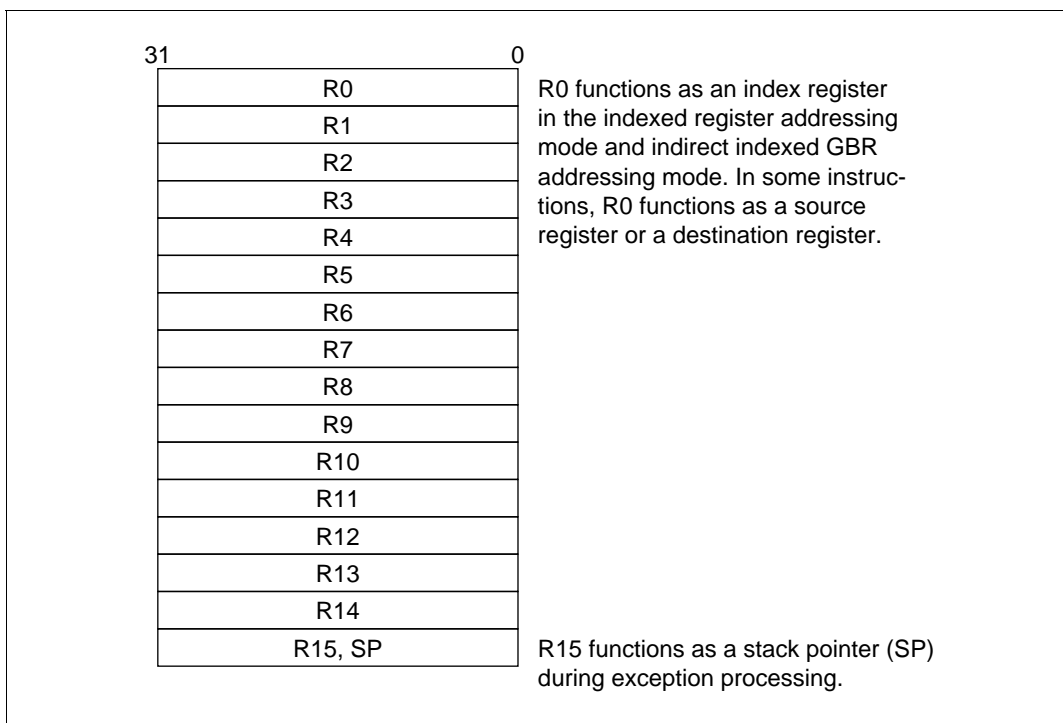 31 0
R0
R1
R2
R3
R4
R5
R6
R7
R8
R9
R10
R11
R12
R13
R14
R15, SP
R0 functions as an index register
in the indexed register addressing
mode and indirect indexed GBR
addressing mode. In some instruc-
tions, R0 functions as a source
register or a destination register.
R15 functions as a stack pointer (SP)
during exception processing.